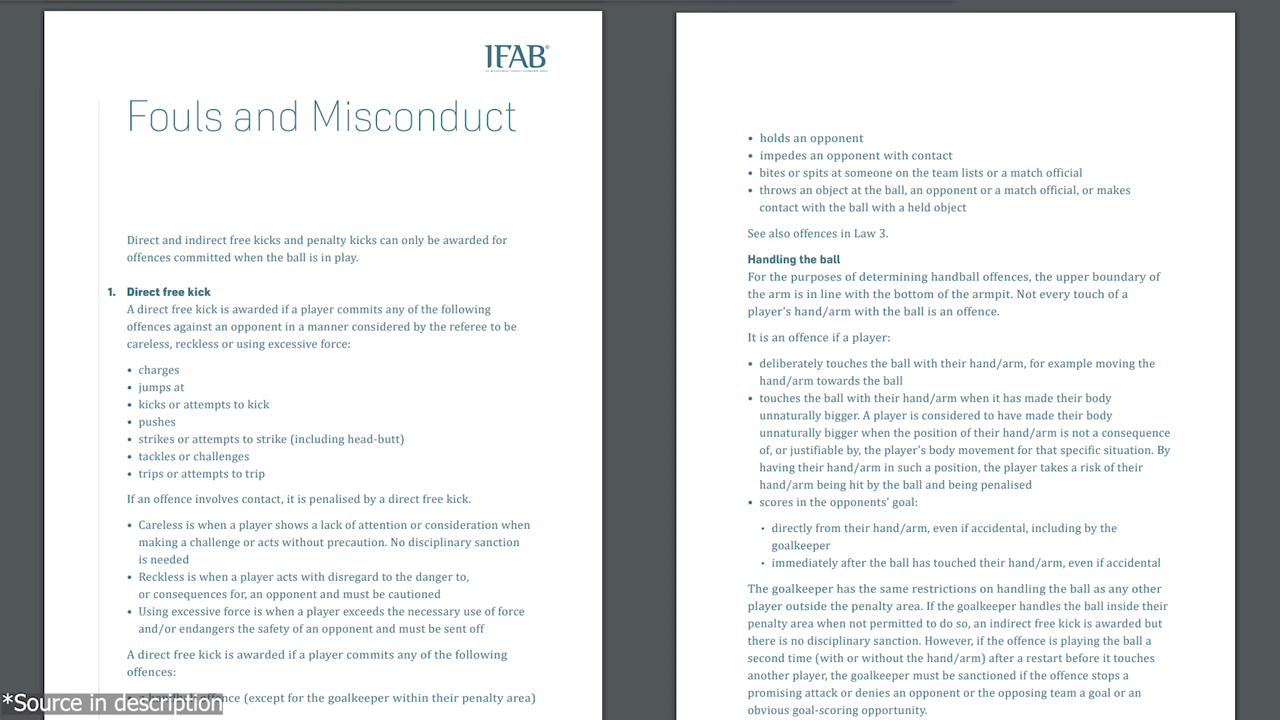 IFAB
Fouls and Misconduct
Direct and indirect free kicks and penalty kicks can only be awarded for
offences committed when the ball is in play.
1. Direct free kick
A direct free kick is awarded if a player commits any of the following
offences against an opponent in a manner considered by the referee to be
careless, reckless or using excessive force:
• charges
• jumps at
• kicks or attempts to kick
• pushes
• strikes or attempts to strike (including head-butt)
• tackles or challenges
• trips or attempts to trip
If an offence involves contact, it is penalised by a direct free kick.
• Careless is when a player shows a lack of attention or consideration when
making a challenge or acts without precaution. No disciplinary sanction
is needed
• Reckless is when a player acts with disregard to the danger to,
or consequences for, an opponent and must be cautioned
• Using excessive force is when a player exceeds the necessary use of force
and/or endangers the safety of an opponent and must be sent off
A direct free kick is awarded if a player commits any of the following
offences:
• a handball offence (except for the goalkeeper within their penalty area)
*Source in description
• holds an opponent
• impedes an opponent with contact
• bites or spits at someone on the team lists or a match official
• throws an object at the ball, an opponent or a match official, or makes
contact with the ball with a held object
See also offences in Law 3.
Handling the ball
For the purposes of determining handball offences, the upper boundary of
the arm is in line with the bottom of the armpit. Not every touch of a
player's hand/arm with the ball is an offence.
It is an offence if a player:
• deliberately touches the ball with their hand/arm, for example moving the
hand/arm towards the ball
• touches the ball with their hand/arm when it has made their body
unnaturally bigger. A player is considered to have made their body
unnaturally bigger when the position of their hand/arm is not a consequence
of, or justifiable by, the player's body movement for that specific situation. By
having their hand/arm in such a position, the player takes a risk of their
hand/arm being hit by the ball and being penalised
• scores in the opponents' goal:
• directly from their hand/arm, even if accidental, including by the
goalkeeper
• immediately after the ball has touched their hand/arm, even if accidental
The goalkeeper has the same restrictions on handling the ball as any other
player outside the penalty area. If the goalkeeper handles the ball inside their
penalty area when not permitted to do so, an indirect free kick is awarded but
there is no disciplinary sanction. However, if the offence is playing the ball a
second time (with or without the hand/arm) after a restart before it touches
another player, the goalkeeper must be sanctioned if the offence stops a
promising attack or denies an opponent or the opposing team a goal or an
obvious goal-scoring opportunity.